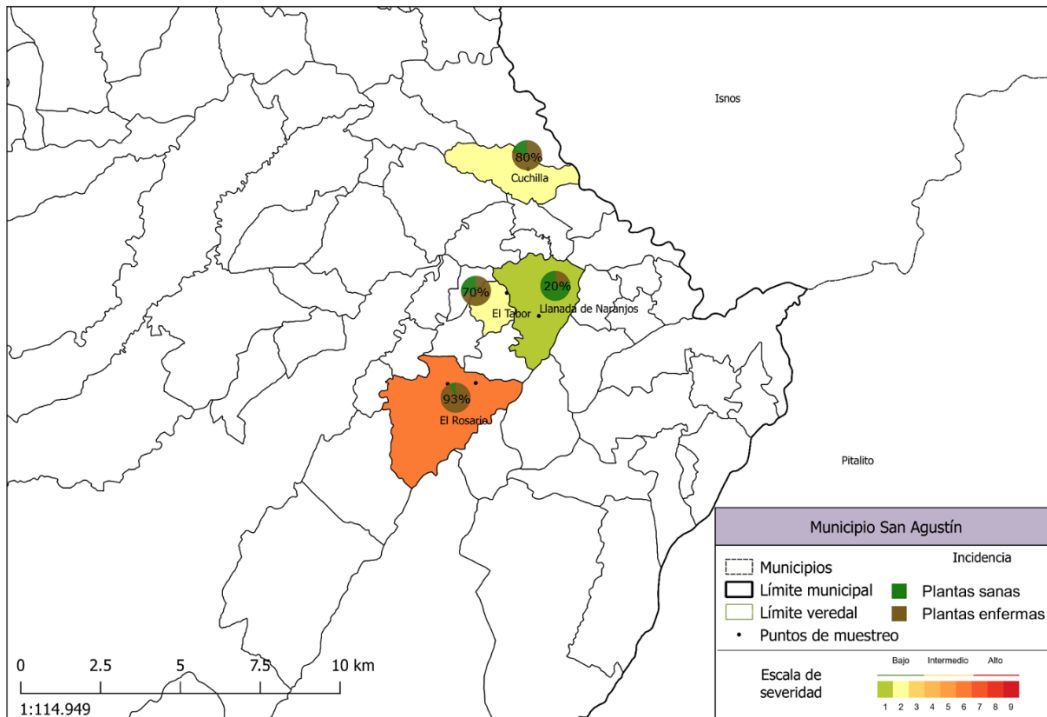 Isnos
80%
Cuchilla
70%
20%
El Tabor
Llanada de Naranjos
93%
El Rosario
Pitalito
Municipio San Agustín
Incidencia
Municipios
Límite municipal
Plantas sanas
Límite veredal
Plantas enfermas
Puntos de muestreo
0 2.5 5 7.5 10 km
Bajo Intermedio Alto
Escala de
severidad
1 2 3 4 5 6 7 8 9
1:114.949